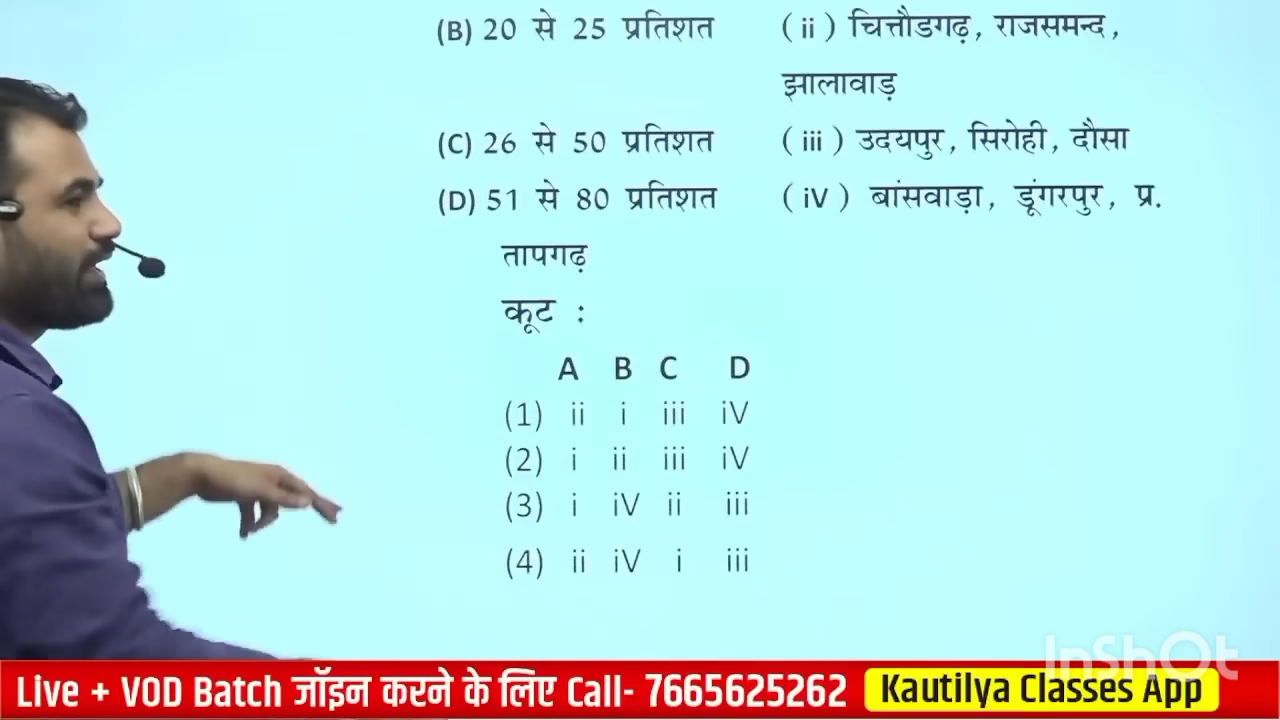 (B) 20 से 25 प्रतिशत ( ii ) चित्तौडगढ़, राजसमन्द,
झालावाड़
(C) 26 से 50 प्रतिशत ( iii ) उदयपुर, सिरोही, दौसा
(D) 51 से 80 प्रतिशत ( iV ) बांसवाड़ा, डूंगरपुर, प्र.
तापगढ़
कूट :
A B C D
(1) ii i iii iV
(2) i ii iii iV
(3) i iV ii iii
(4) ii iV i iii
InShOt
Live + VOD Batch जॉइन करने के लिए Call- 7665625262 Kautilya Classes App